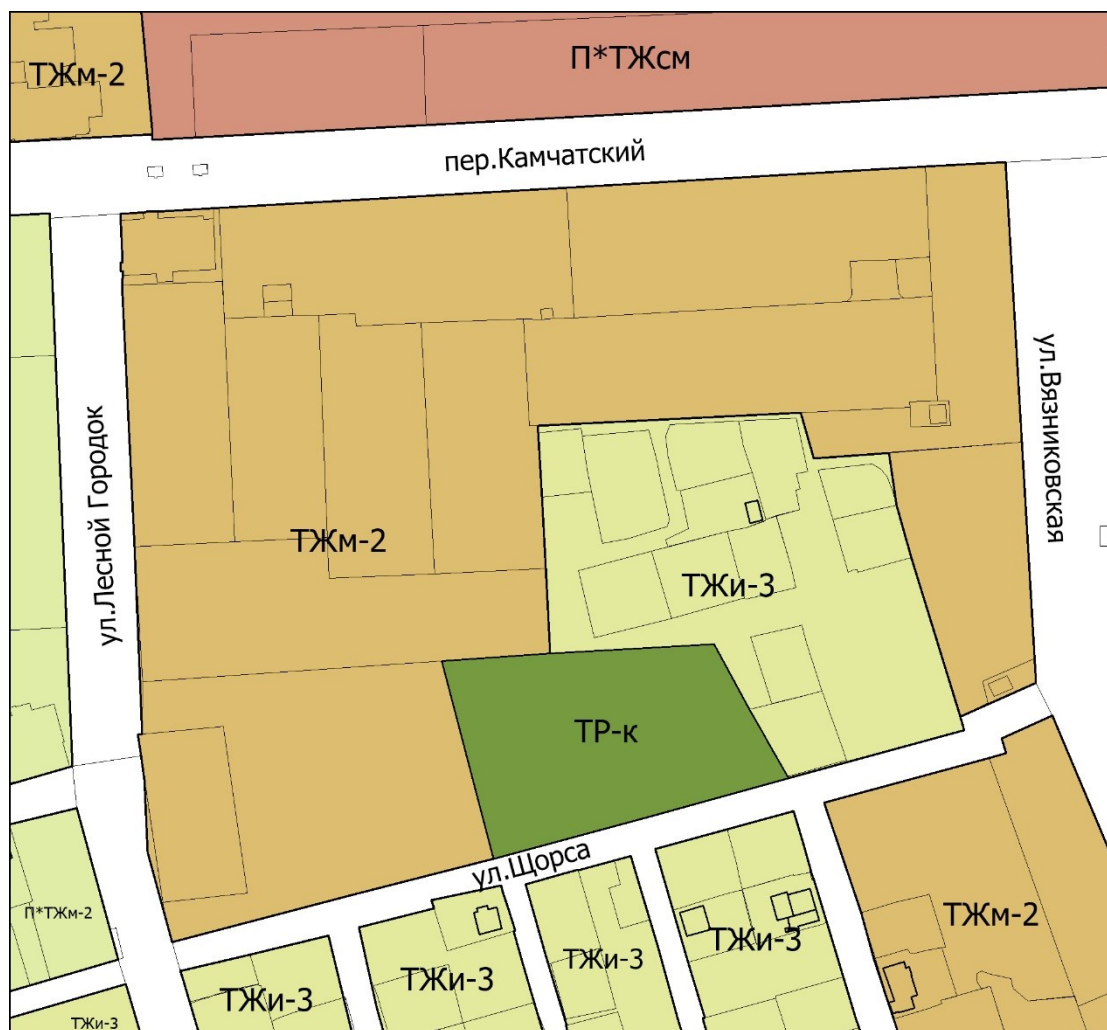 П*ТЖсм
ТЖм-2
пер.Камчатский
ул.Лесной Городок
ул.Вязниковская
ТЖм-2
ТЖи-3
ТР-к
ул.Щорса
П*ТЖм-2
ТЖм-2
ТЖи-3
ТЖи-3
ТЖи-3
ТЖи-3
ТЖи-3